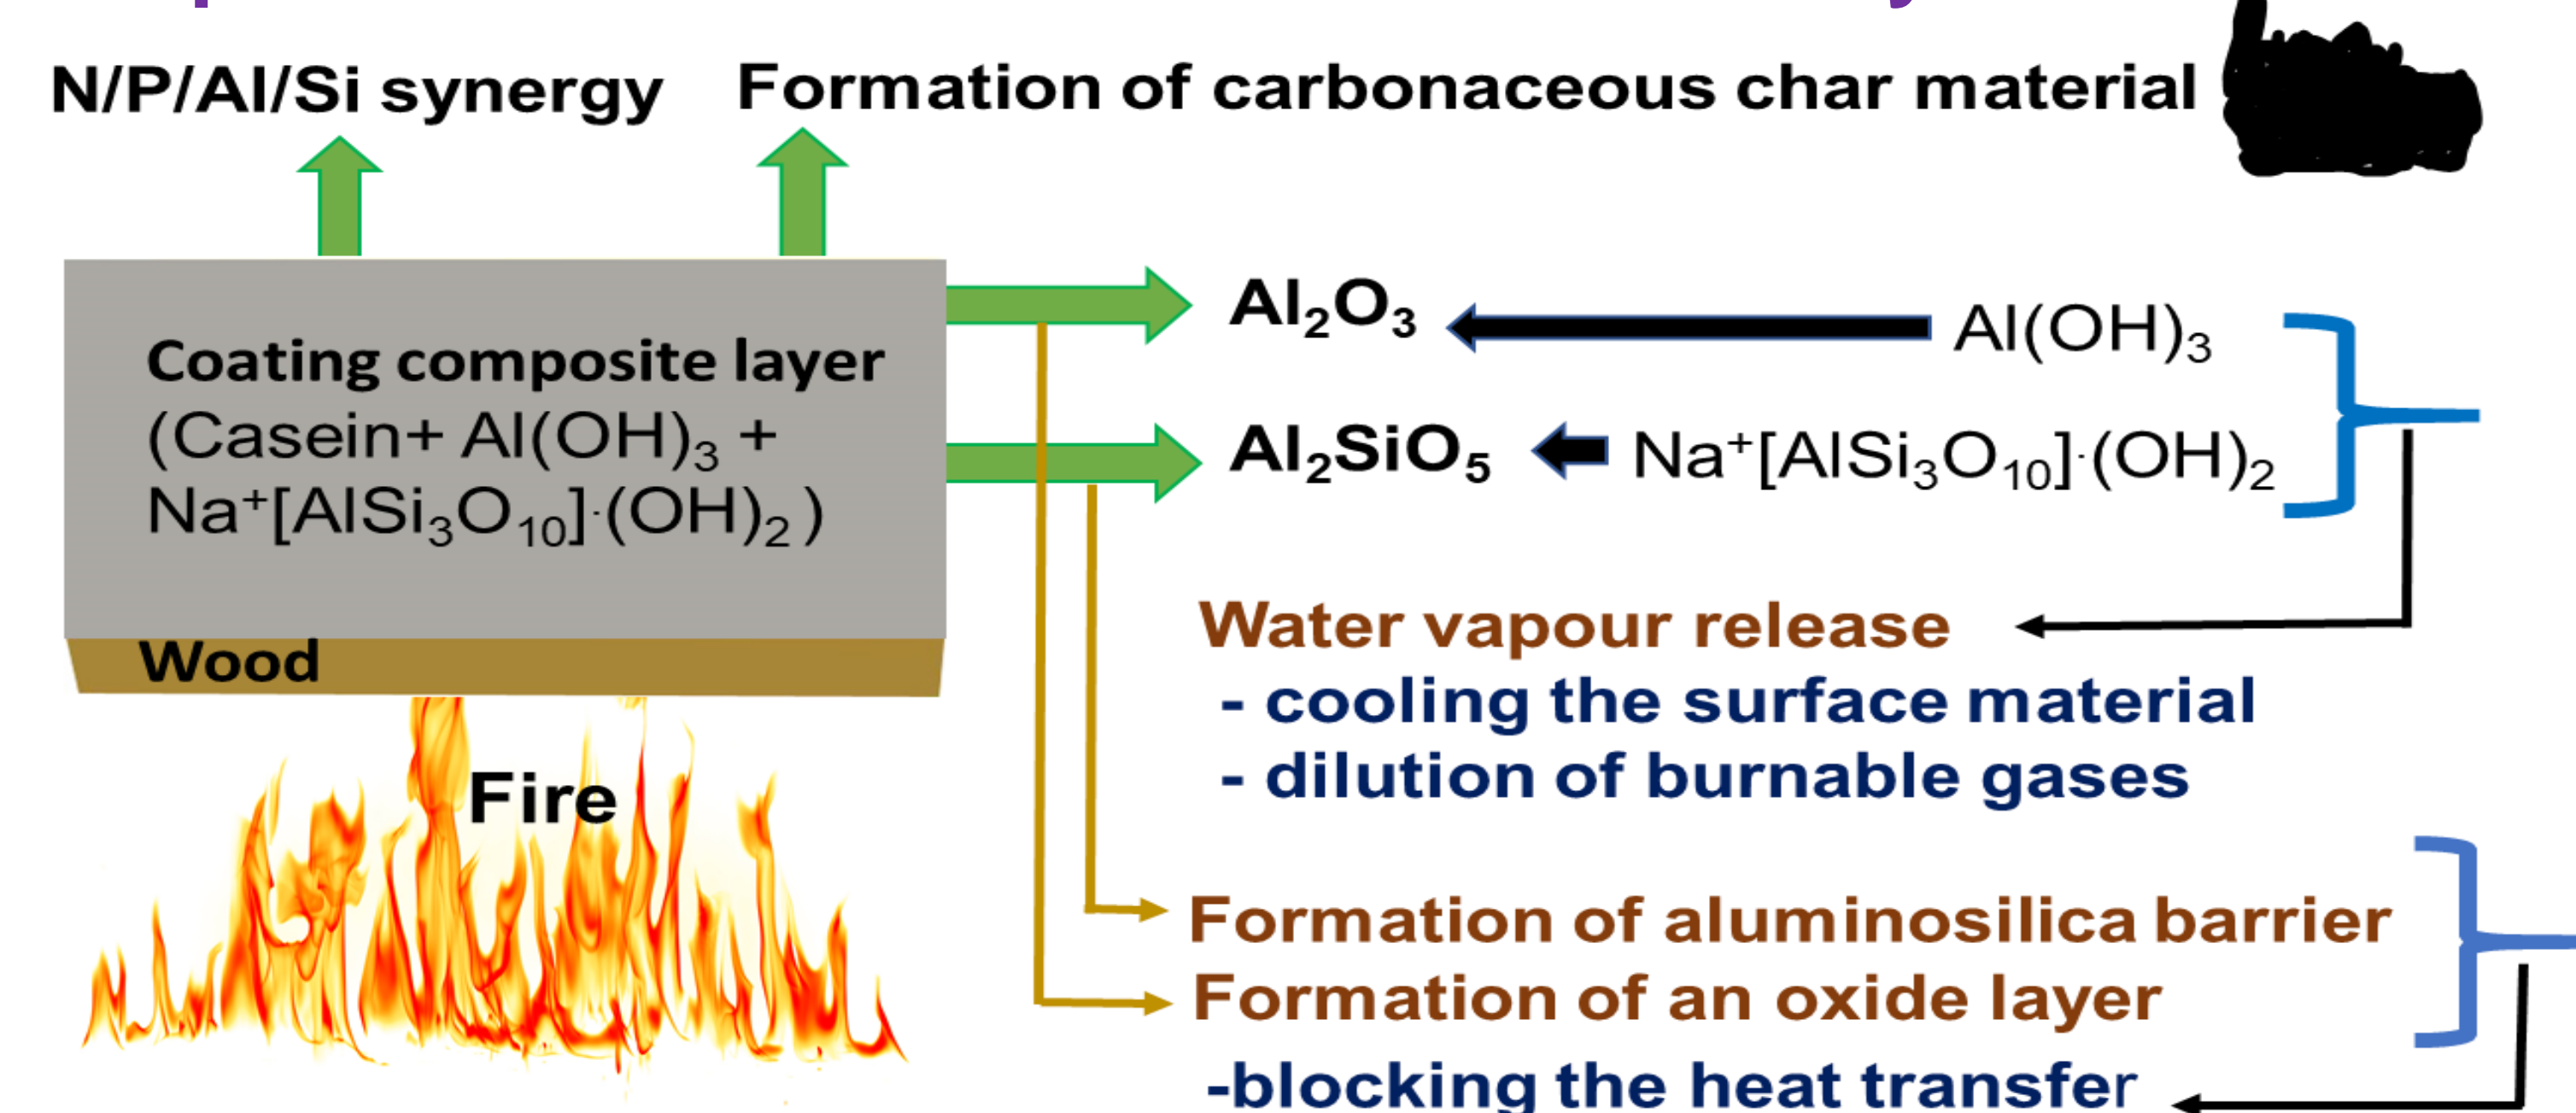 N/P/Al/Si synergy
Formation of carbonaceous char material
Coating composite layer
(Casein+ Al(OH)₃ +
Na⁺[AlSi₃O₁₀]·(OH)₂ )
Wood
Fire
Al₂O₃
Al(OH)₃
Al₂SiO₅
Na⁺[AlSi₃O₁₀]·(OH)₂
Water vapour release
- cooling the surface material
- dilution of burnable gases
Formation of aluminosilica barrier
Formation of an oxide layer
-blocking the heat transfer